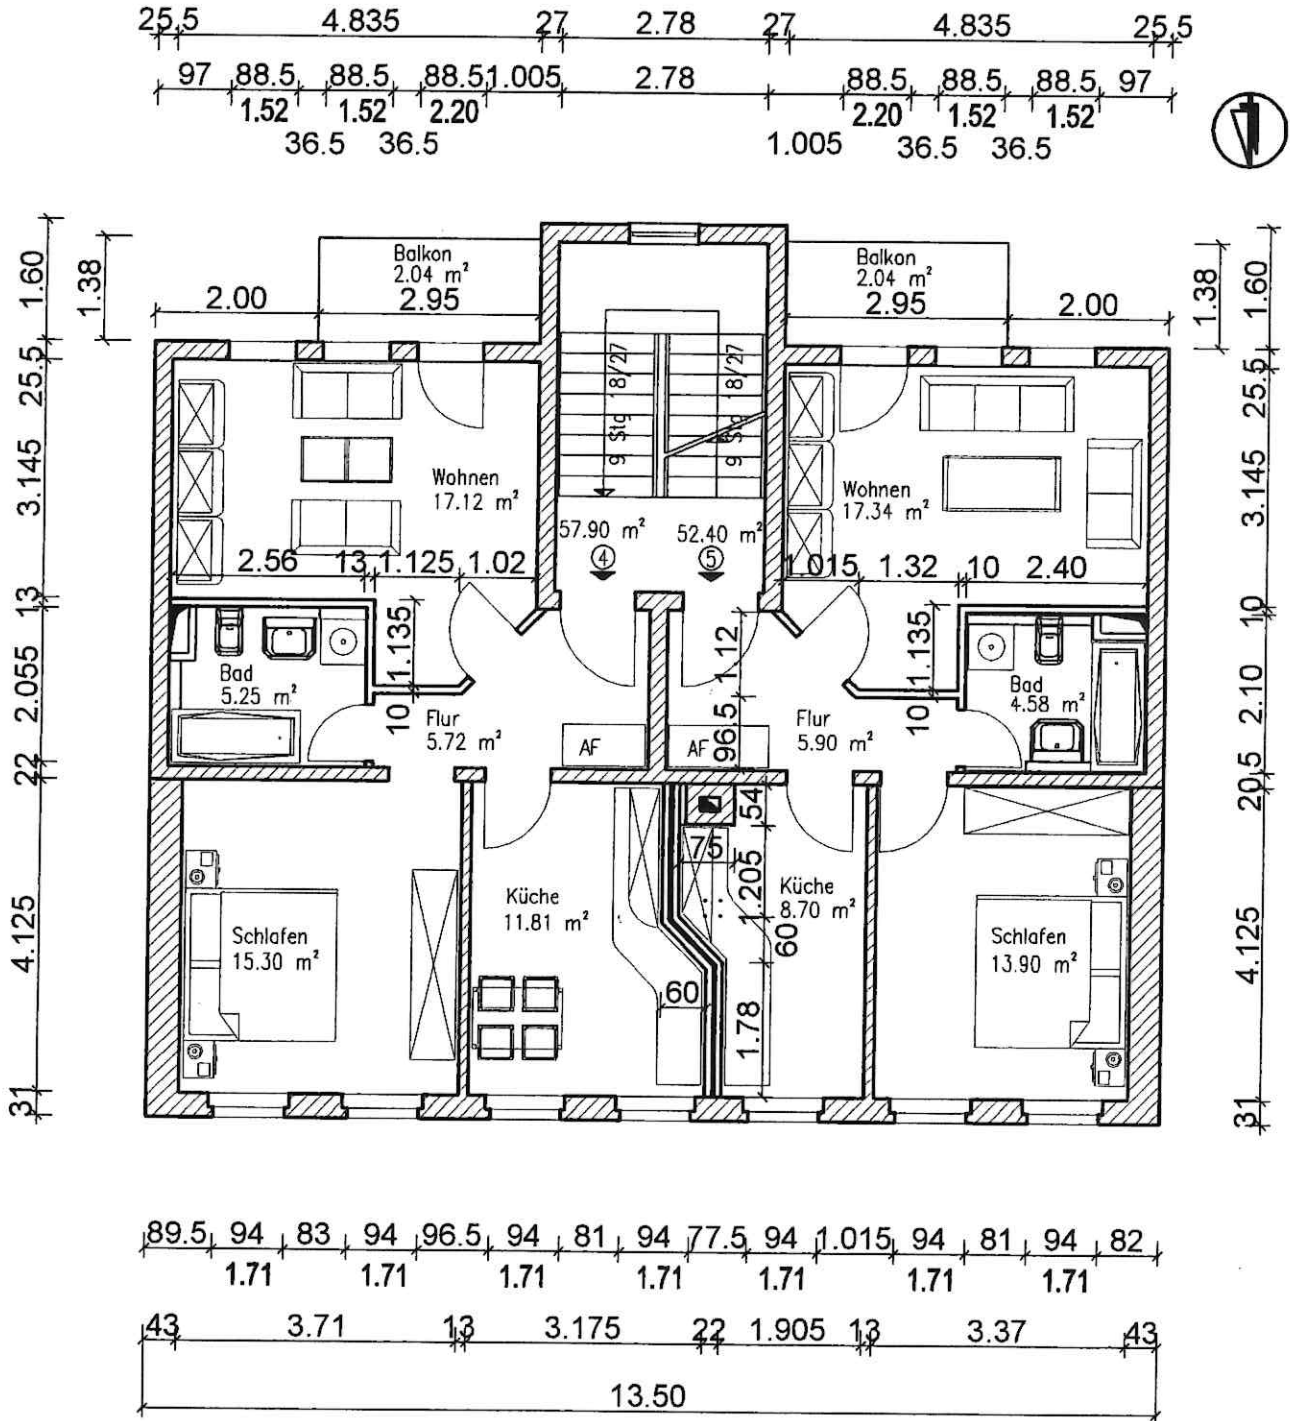 25,5 4.835 27 2.78 27 4.835 25,5
97 88.5 88.5 88.5 1.005 2.78 88.5 88.5 88.5 97
1.52 1.52 2.20 2.20 1.52 1.52
36.5 36.5 1.005 36.5 36.5
1.60
1.38
Balkon
2.04 m²
2.00 2.95
Balkon
2.04 m²
2.95 2.00
1.38
1.60
25.5
3.145
13
2.055
22
4.125
31
9 Stg 18/27
9 Stg 18/27
Wohnen
17.12 m²
Wohnen
17.34 m²
57.90 m²
4
52.40 m²
5
2.56 13 1.125 1.02
1.015 1.32 10 2.40
1.135
10
1.12
96.5
1.135
10
Bad
5.25 m²
Flur
5.72 m²
AF
AF
Flur
5.90 m²
Bad
4.58 m²
25.5
3.145
10
2.10
20,5
4.125
31
54
75
1.205
60
1.78
60
Küche
11.81 m²
Küche
8.70 m²
Schlafen
15.30 m²
Schlafen
13.90 m²
89.5 94 83 94 96.5 94 81 94 77.5 94 1.015 94 81 94 82
1.71 1.71 1.71 1.71 1.71 1.71 1.71
43 3.71 13 3.175 22 1.905 13 3.37 43
13.50